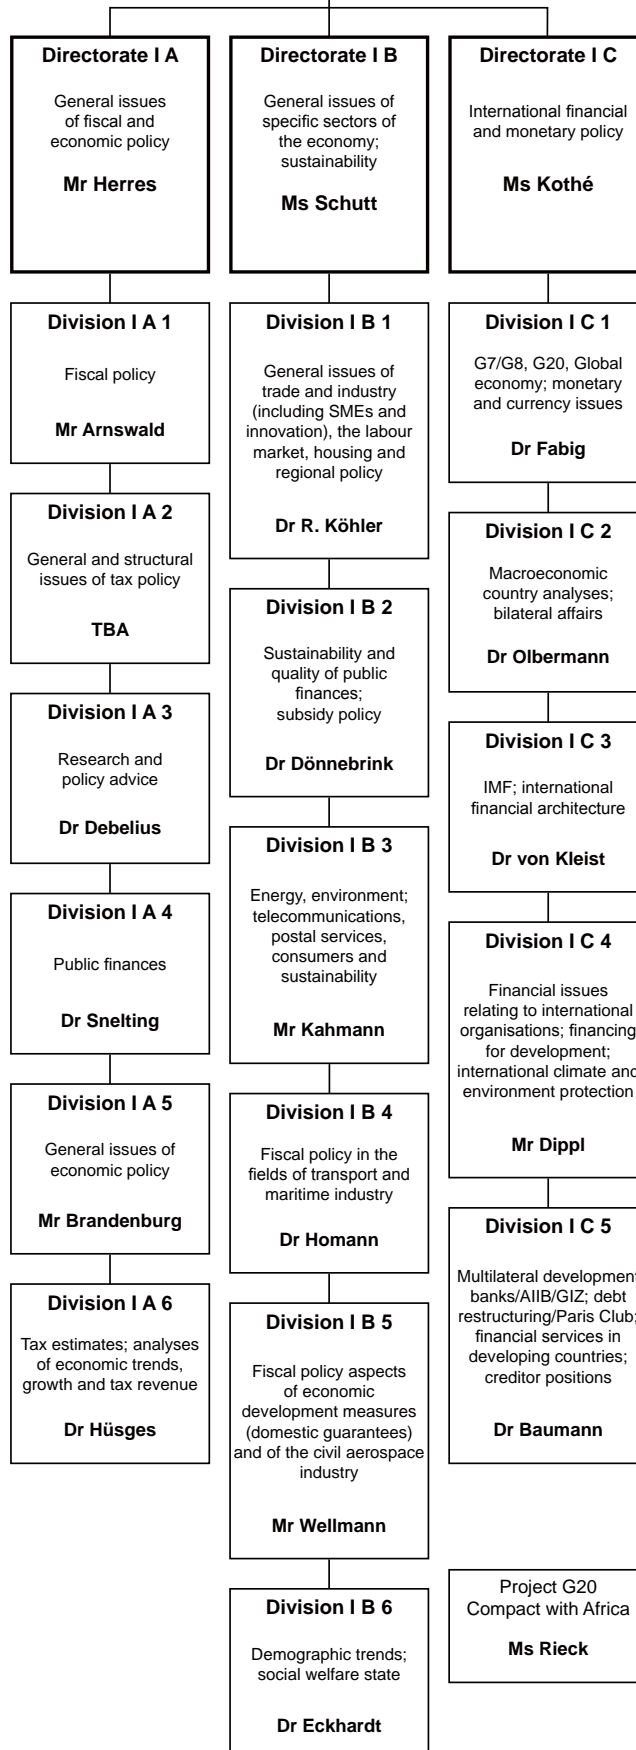 Directorate I A
General issues
of fiscal and
economic policy
Mr Herres
Division I A 1
Fiscal policy
Mr Arnswald
Division I A 2
General and structural
issues of tax policy
TBA
Division I A 3
Research and
policy advice
Dr Debelius
Division I A 4
Public finances
Dr Snelting
Division I A 5
General issues of
economic policy
Mr Brandenburg
Division I A 6
Tax estimates; analyses
of economic trends,
growth and tax revenue
Dr Hüsges
Directorate I B
General issues of
specific sectors of
the economy;
sustainability
Ms Schutt
Division I B 1
General issues of
trade and industry
(including SMEs and
innovation), the labour
market, housing and
regional policy
Dr R. Köhler
Division I B 2
Sustainability and
quality of public
finances;
subsidy policy
Dr Dönnebrink
Division I B 3
Energy, environment;
telecommunications,
postal services,
consumers and
sustainability
Mr Kahmann
Division I B 4
Fiscal policy in the
fields of transport and
maritime industry
Dr Homann
Division I B 5
Fiscal policy aspects
of economic
development measures
(domestic guarantees)
and of the civil aerospace
industry
Mr Wellmann
Division I B 6
Demographic trends;
social welfare state
Dr Eckhardt
Directorate I C
International financial
and monetary policy
Ms Kothé
Division I C 1
G7/G8, G20, Global
economy; monetary
and currency issues
Dr Fabig
Division I C 2
Macroeconomic
country analyses;
bilateral affairs
Dr Olbermann
Division I C 3
IMF; international
financial architecture
Dr von Kleist
Division I C 4
Financial issues
relating to international
organisations; financing
for development;
international climate and
environment protection
Mr Dippl
Division I C 5
Multilateral development
banks/AIIB/GIZ; debt
restructuring/Paris Club;
financial services in
developing countries;
creditor positions
Dr Baumann
Project G20
Compact with Africa
Ms Rieck